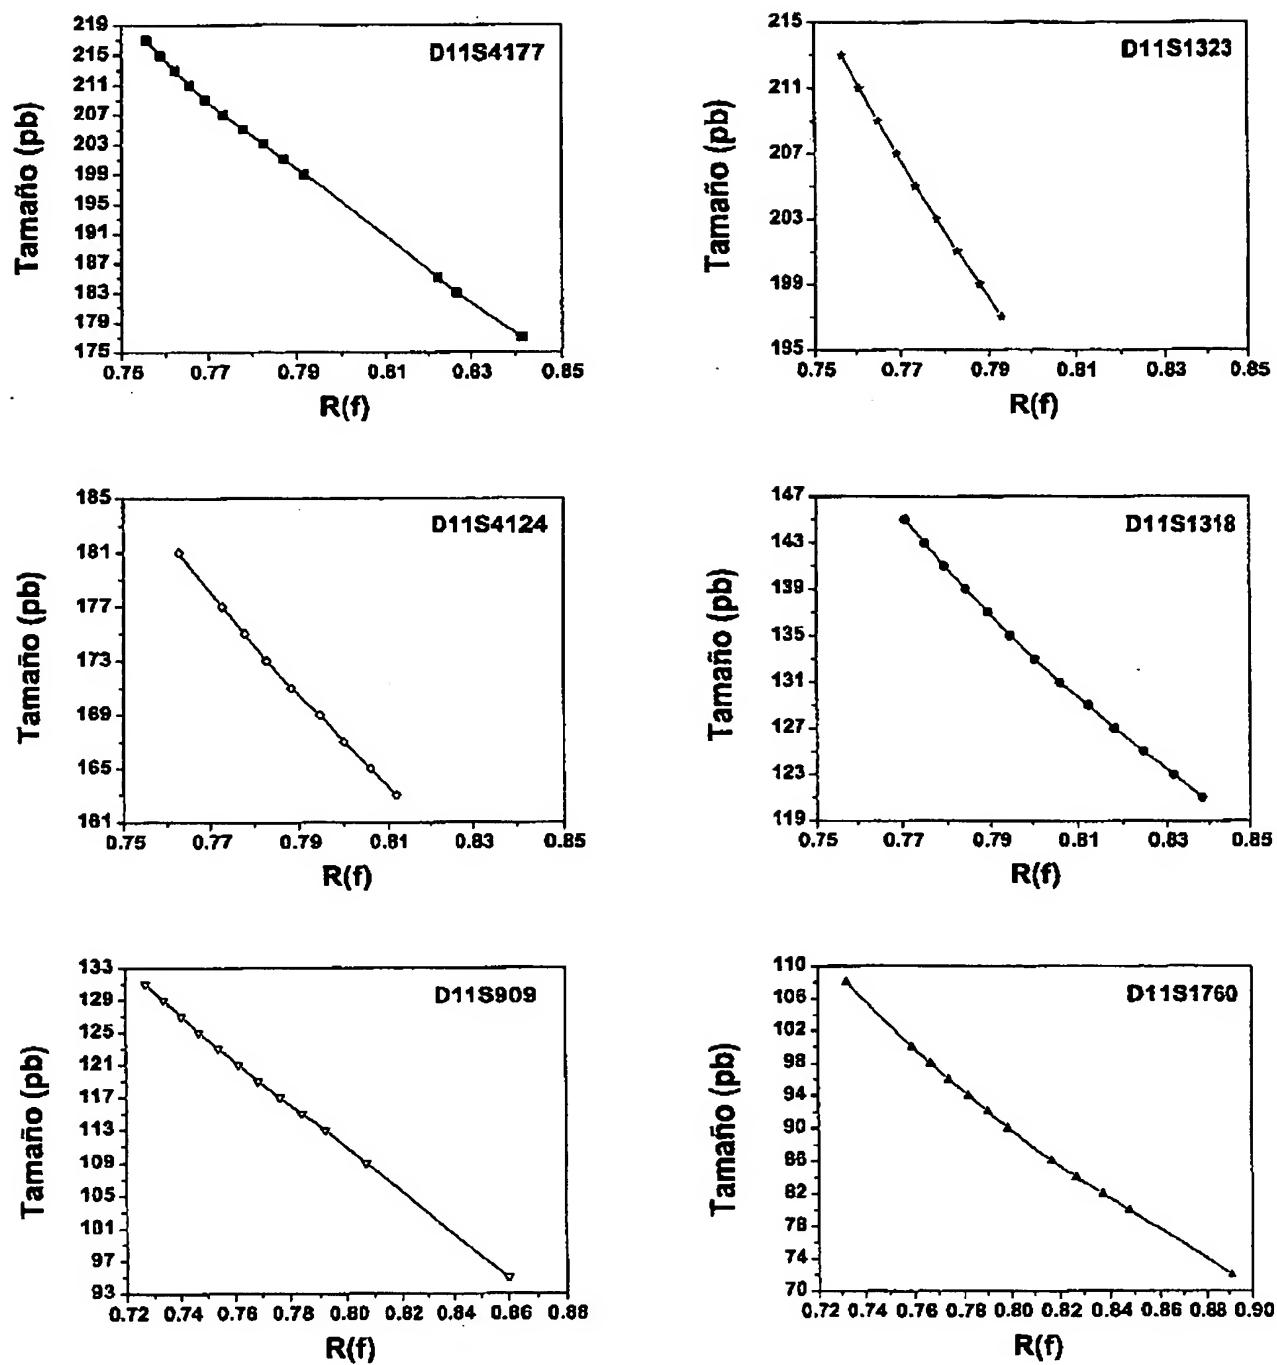 D11S4177
Tamaño (pb)
219
215
211
207
203
199
195
191
187
183
179
175
0.75 0.77 0.79 0.81 0.83 0.85
R(f)
D11S1323
Tamaño (pb)
215
211
207
203
199
195
0.75 0.77 0.79 0.81 0.83 0.85
R(f)
D11S4124
Tamaño (pb)
185
181
177
173
169
165
161
0.75 0.77 0.79 0.81 0.83 0.85
R(f)
D11S1318
Tamaño (pb)
147
143
139
135
131
127
123
119
0.75 0.77 0.79 0.81 0.83 0.85
R(f)
D11S909
Tamaño (pb)
133
129
125
121
117
113
109
105
101
97
93
0.72 0.74 0.76 0.78 0.80 0.82 0.84 0.86 0.88
R(f)
D11S1760
Tamaño (pb)
110
106
102
98
94
90
86
82
78
74
70
0.72 0.74 0.76 0.78 0.80 0.82 0.84 0.86 0.88 0.90
R(f)